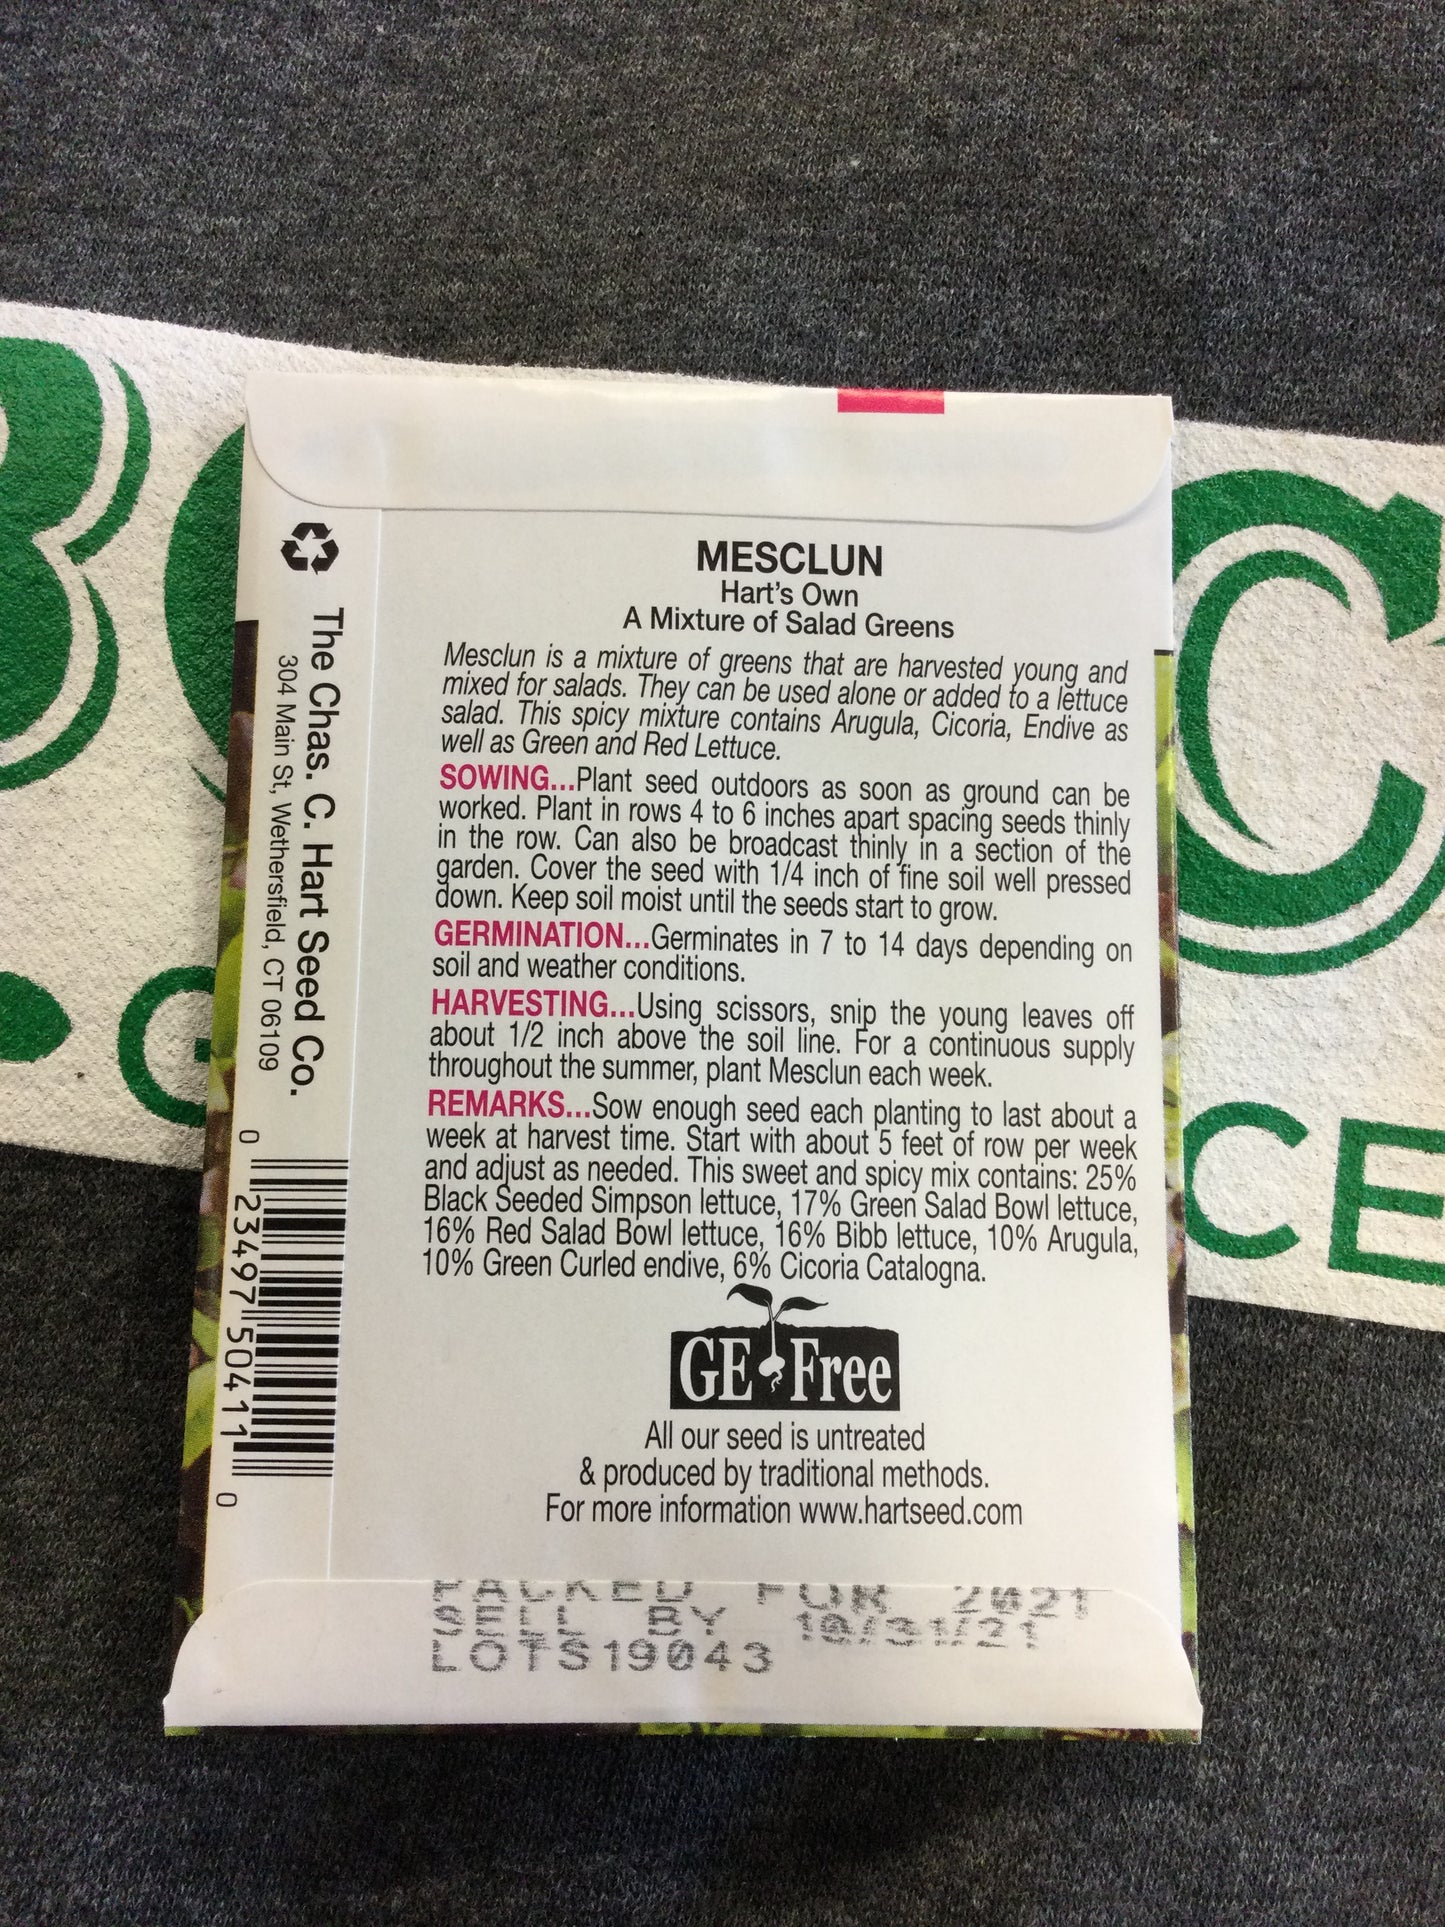 MESCLUN
Hart's Own
A Mixture of Salad Greens
Mesclun is a mixture of greens that are harvested young and
mixed for salads. They can be used alone or added to a lettuce
salad. This spicy mixture contains Arugula, Cicoria, Endive as
well as Green and Red Lettuce.
SOWING...Plant seed outdoors as soon as ground can be
worked. Plant in rows 4 to 6 inches apart spacing seeds thinly
in the row. Can also be broadcast thinly in a section of the
garden. Cover the seed with 1/4 inch of fine soil well pressed
down. Keep soil moist until the seeds start to grow.
GERMINATION...Germinates in 7 to 14 days depending on
soil and weather conditions.
HARVESTING...Using scissors, snip the young leaves off
about 1/2 inch above the soil line. For a continuous supply
throughout the summer, plant Mesclun each week.
REMARKS...Sow enough seed each planting to last about a
week at harvest time. Start with about 5 feet of row per week
and adjust as needed. This sweet and spicy mix contains: 25%
Black Seeded Simpson lettuce, 17% Green Salad Bowl lettuce,
16% Red Salad Bowl lettuce, 16% Bibb lettuce, 10% Arugula,
10% Green Curled endive, 6% Cicoria Catalogna.
GE Free
All our seed is untreated
& produced by traditional methods.
For more information www.hartseed.com
PACKED FOR 2021
SELL BY 10/31/21
LOTS19043
The Chas. C. Hart Seed Co.
304 Main St, Wethersfield, CT 06109
0 23497 50411 0
C
CE